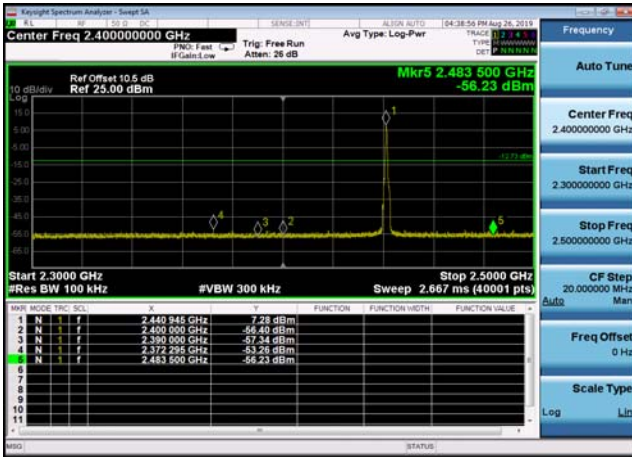 Keysight Spectrum Analyzer - Swept SA
RL RF 50 Ω DC SENSE:INT ALIGN AUTO 04:38:56 PM Aug 26, 2019
Center Freq 2.400000000 GHz Avg Type: Log-Pwr TRACE 1 2 3 4 5 6
PNO: Fast Trig: Free Run TYPE
IFGain:Low Atten: 26 dB DET P N N N N N
Ref Offset 10.5 dB Mkr5 2.483 500 GHz
10 dB/div Ref 25.00 dBm -56.23 dBm
Log
15.0
5.00
-5.00
-15.0
-12.73 dBm
-25.0
-35.0
-45.0
-55.0
-65.0
1
4
3
2
5
Start 2.3000 GHz Stop 2.5000 GHz
#Res BW 100 kHz #VBW 300 kHz Sweep 2.667 ms (40001 pts)
MKR MODE TRC SCL X Y FUNCTION FUNCTION WIDTH FUNCTION VALUE
1 N 1 f 2.440 945 GHz 7.28 dBm
2 N 1 f 2.400 000 GHz -56.40 dBm
3 N 1 f 2.390 000 GHz -57.34 dBm
4 N 1 f 2.372 295 GHz -53.26 dBm
5 N 1 f 2.483 500 GHz -56.23 dBm
6
7
8
9
10
11
MSG STATUS
Frequency
Auto Tune
Center Freq
2.400000000 GHz
Start Freq
2.300000000 GHz
Stop Freq
2.500000000 GHz
CF Step
20.000000 MHz
Auto Man
Freq Offset
0 Hz
Scale Type
Log Lin